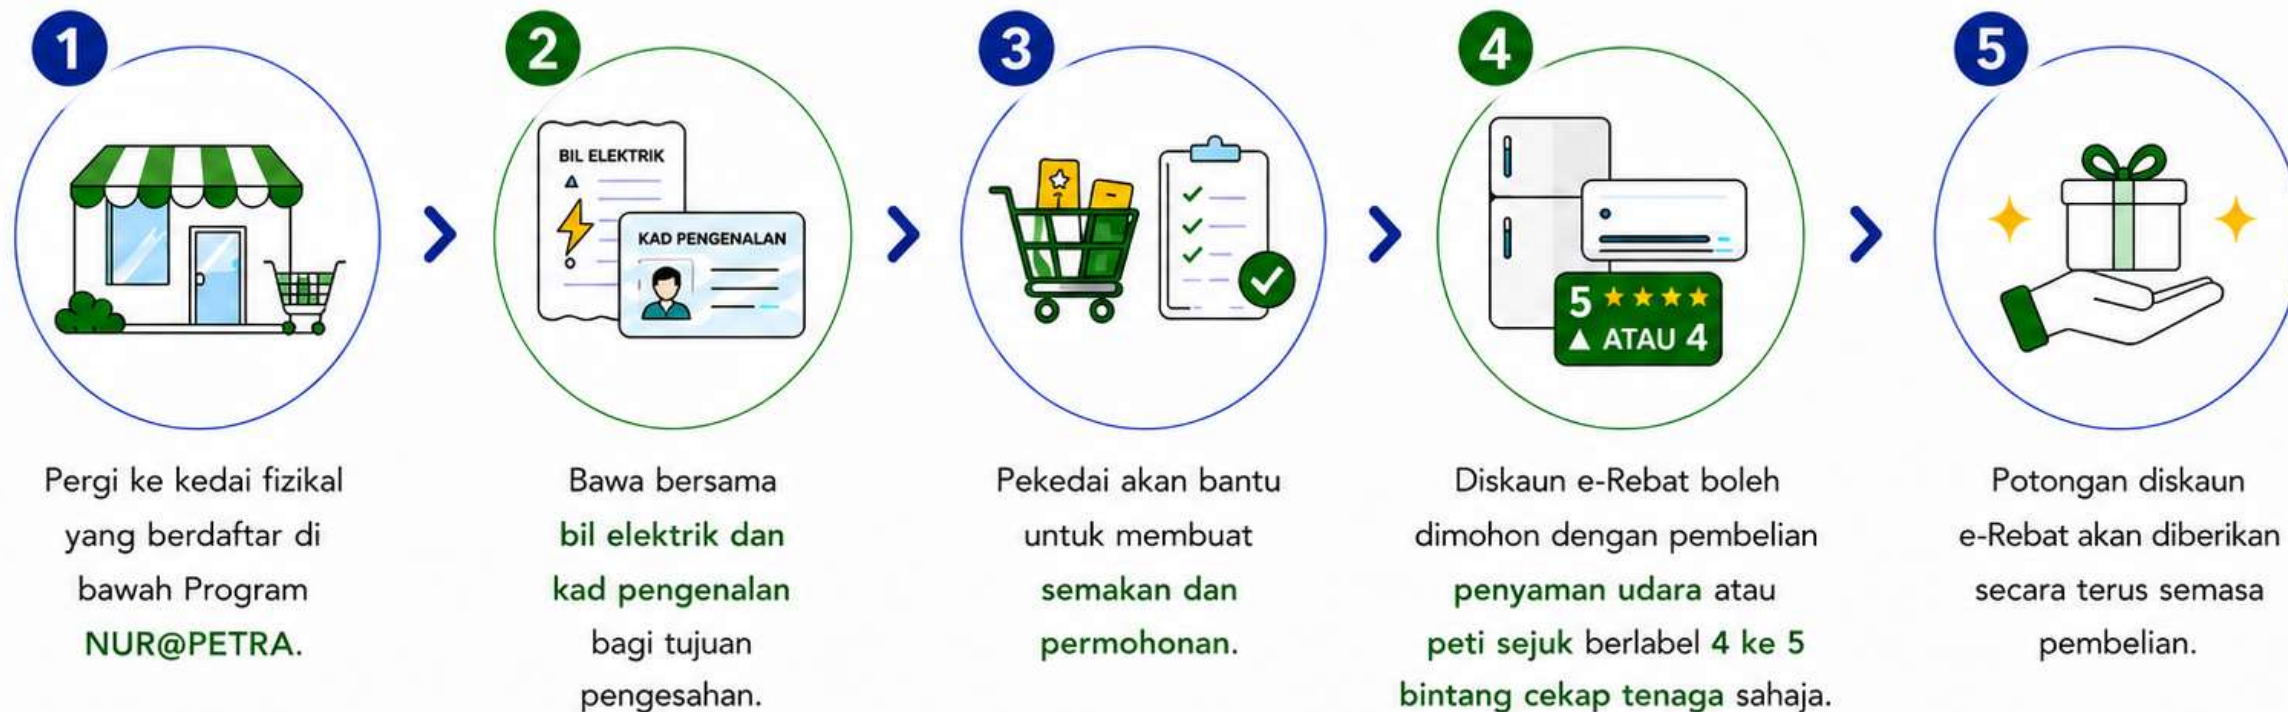 1
BIL ELEKTRIK
KAD PENGENALAN
2
3
4
5
ATAU 4
5
Pergi ke kedai fizikal
yang berdaftar di
bawah Program
NUR@PETRA.
Bawa bersama
bil elektrik dan
kad pengenalan
bagi tujuan
pengesahan.
Pekedai akan bantu
untuk membuat
semakan dan
permohonan.
Diskaun e-Rebat boleh
dimohon dengan pembelian
penyaman udara atau
peti sejuk berlabel 4 ke 5
bintang cekap tenaga sahaja.
Potongan diskaun
e-Rebat akan diberikan
secara terus semasa
pembelian.